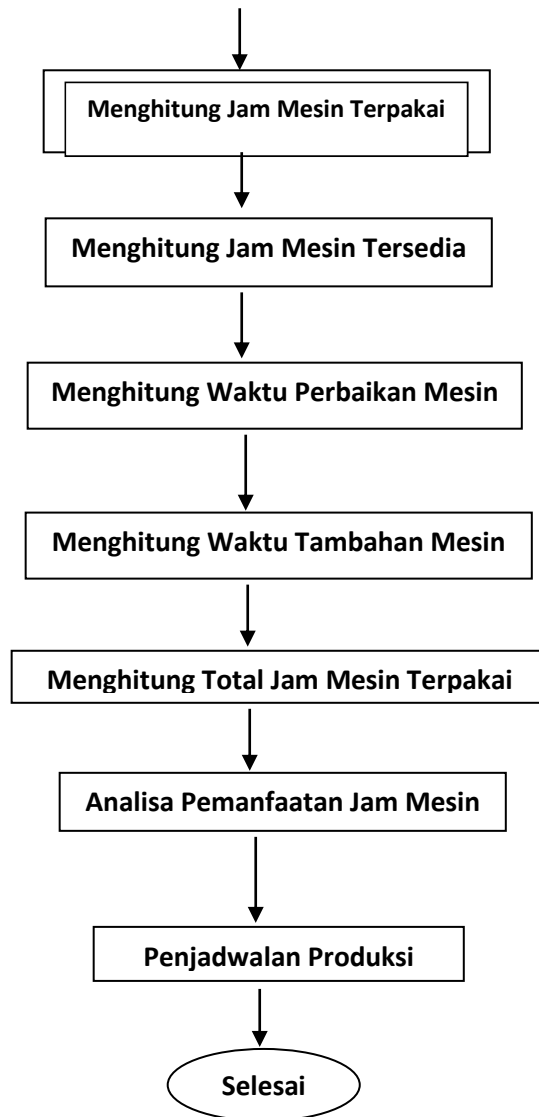 Menghitung Jam Mesin Terpakai
Menghitung Jam Mesin Tersedia
Menghitung Waktu Perbaikan Mesin
Menghitung Waktu Tambahan Mesin
Menghitung Total Jam Mesin Terpakai
Analisa Pemanfaatan Jam Mesin
Penjadwalan Produksi
Selesai